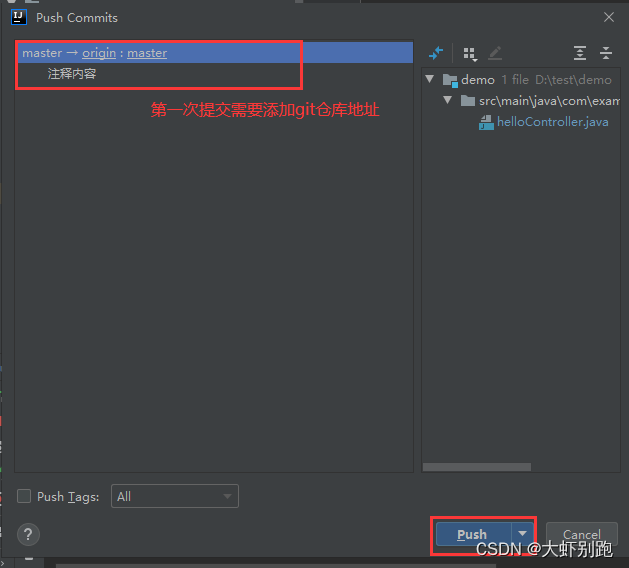 Push Commits
master → origin : master
注释内容
第一次提交需要添加git仓库地址
demo 1 file D:\test\demo
src\main\java\com\exam
helloController.java
Push Tags:
All
?
Push
Cancel
CSDN @大虾别跑